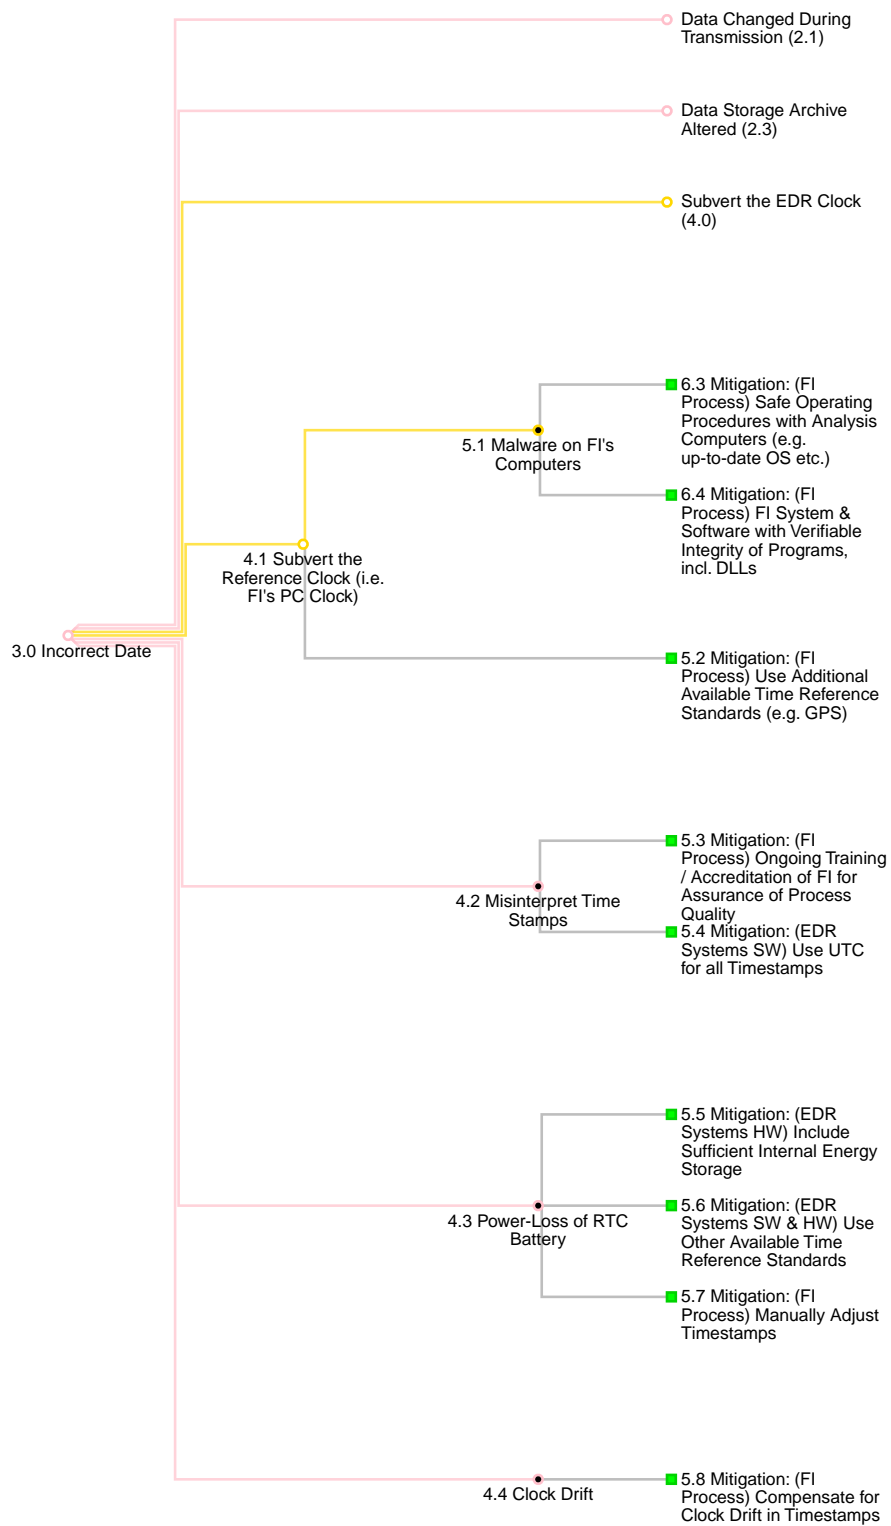 Data Changed During
Transmission (2.1)
Data Storage Archive
Altered (2.3)
Subvert the EDR Clock
(4.0)
6.3 Mitigation: (FI
Process) Safe Operating
Procedures with Analysis
Computers (e.g.
up-to-date OS etc.)
5.1 Malware on FI's
Computers
6.4 Mitigation: (FI
Process) FI System &
Software with Verifiable
Integrity of Programs,
incl. DLLs
4.1 Subvert the
Reference Clock (i.e.
FI's PC Clock)
3.0 Incorrect Date
5.2 Mitigation: (FI
Process) Use Additional
Available Time Reference
Standards (e.g. GPS)
5.3 Mitigation: (FI
Process) Ongoing Training
/ Accreditation of FI for
Assurance of Process
Quality
4.2 Misinterpret Time
Stamps
5.4 Mitigation: (EDR
Systems SW) Use UTC
for all Timestamps
5.5 Mitigation: (EDR
Systems HW) Include
Sufficient Internal Energy
Storage
4.3 Power-Loss of RTC
Battery
5.6 Mitigation: (EDR
Systems SW & HW) Use
Other Available Time
Reference Standards
5.7 Mitigation: (FI
Process) Manually Adjust
Timestamps
4.4 Clock Drift
5.8 Mitigation: (FI
Process) Compensate for
Clock Drift in Timestamps